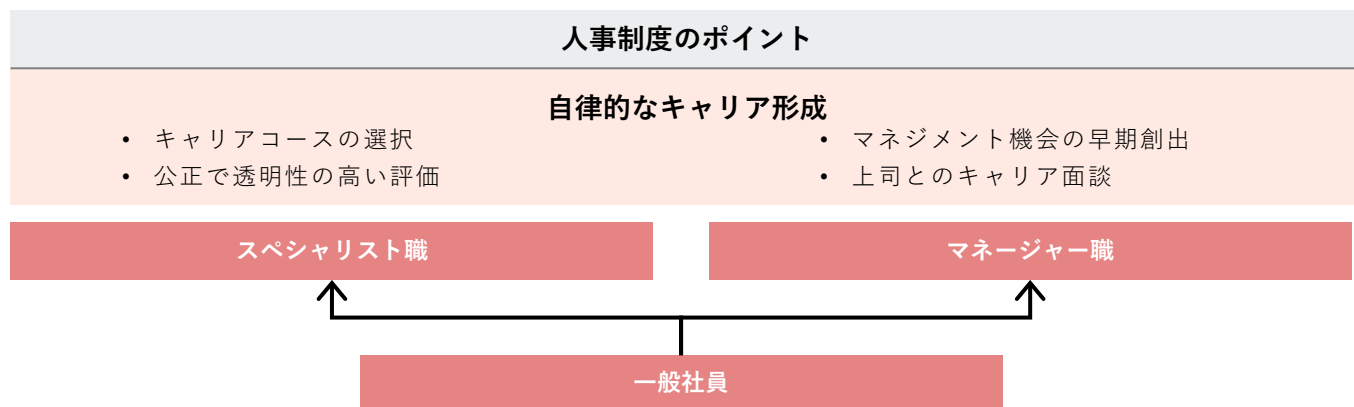 人事制度のポイント
自律的なキャリア形成
• キャリアコースの選択
• 公正で透明性の高い評価
• マネジメント機会の早期創出
• 上司とのキャリア面談
スペシャリスト職
マネージャー職
一般社員